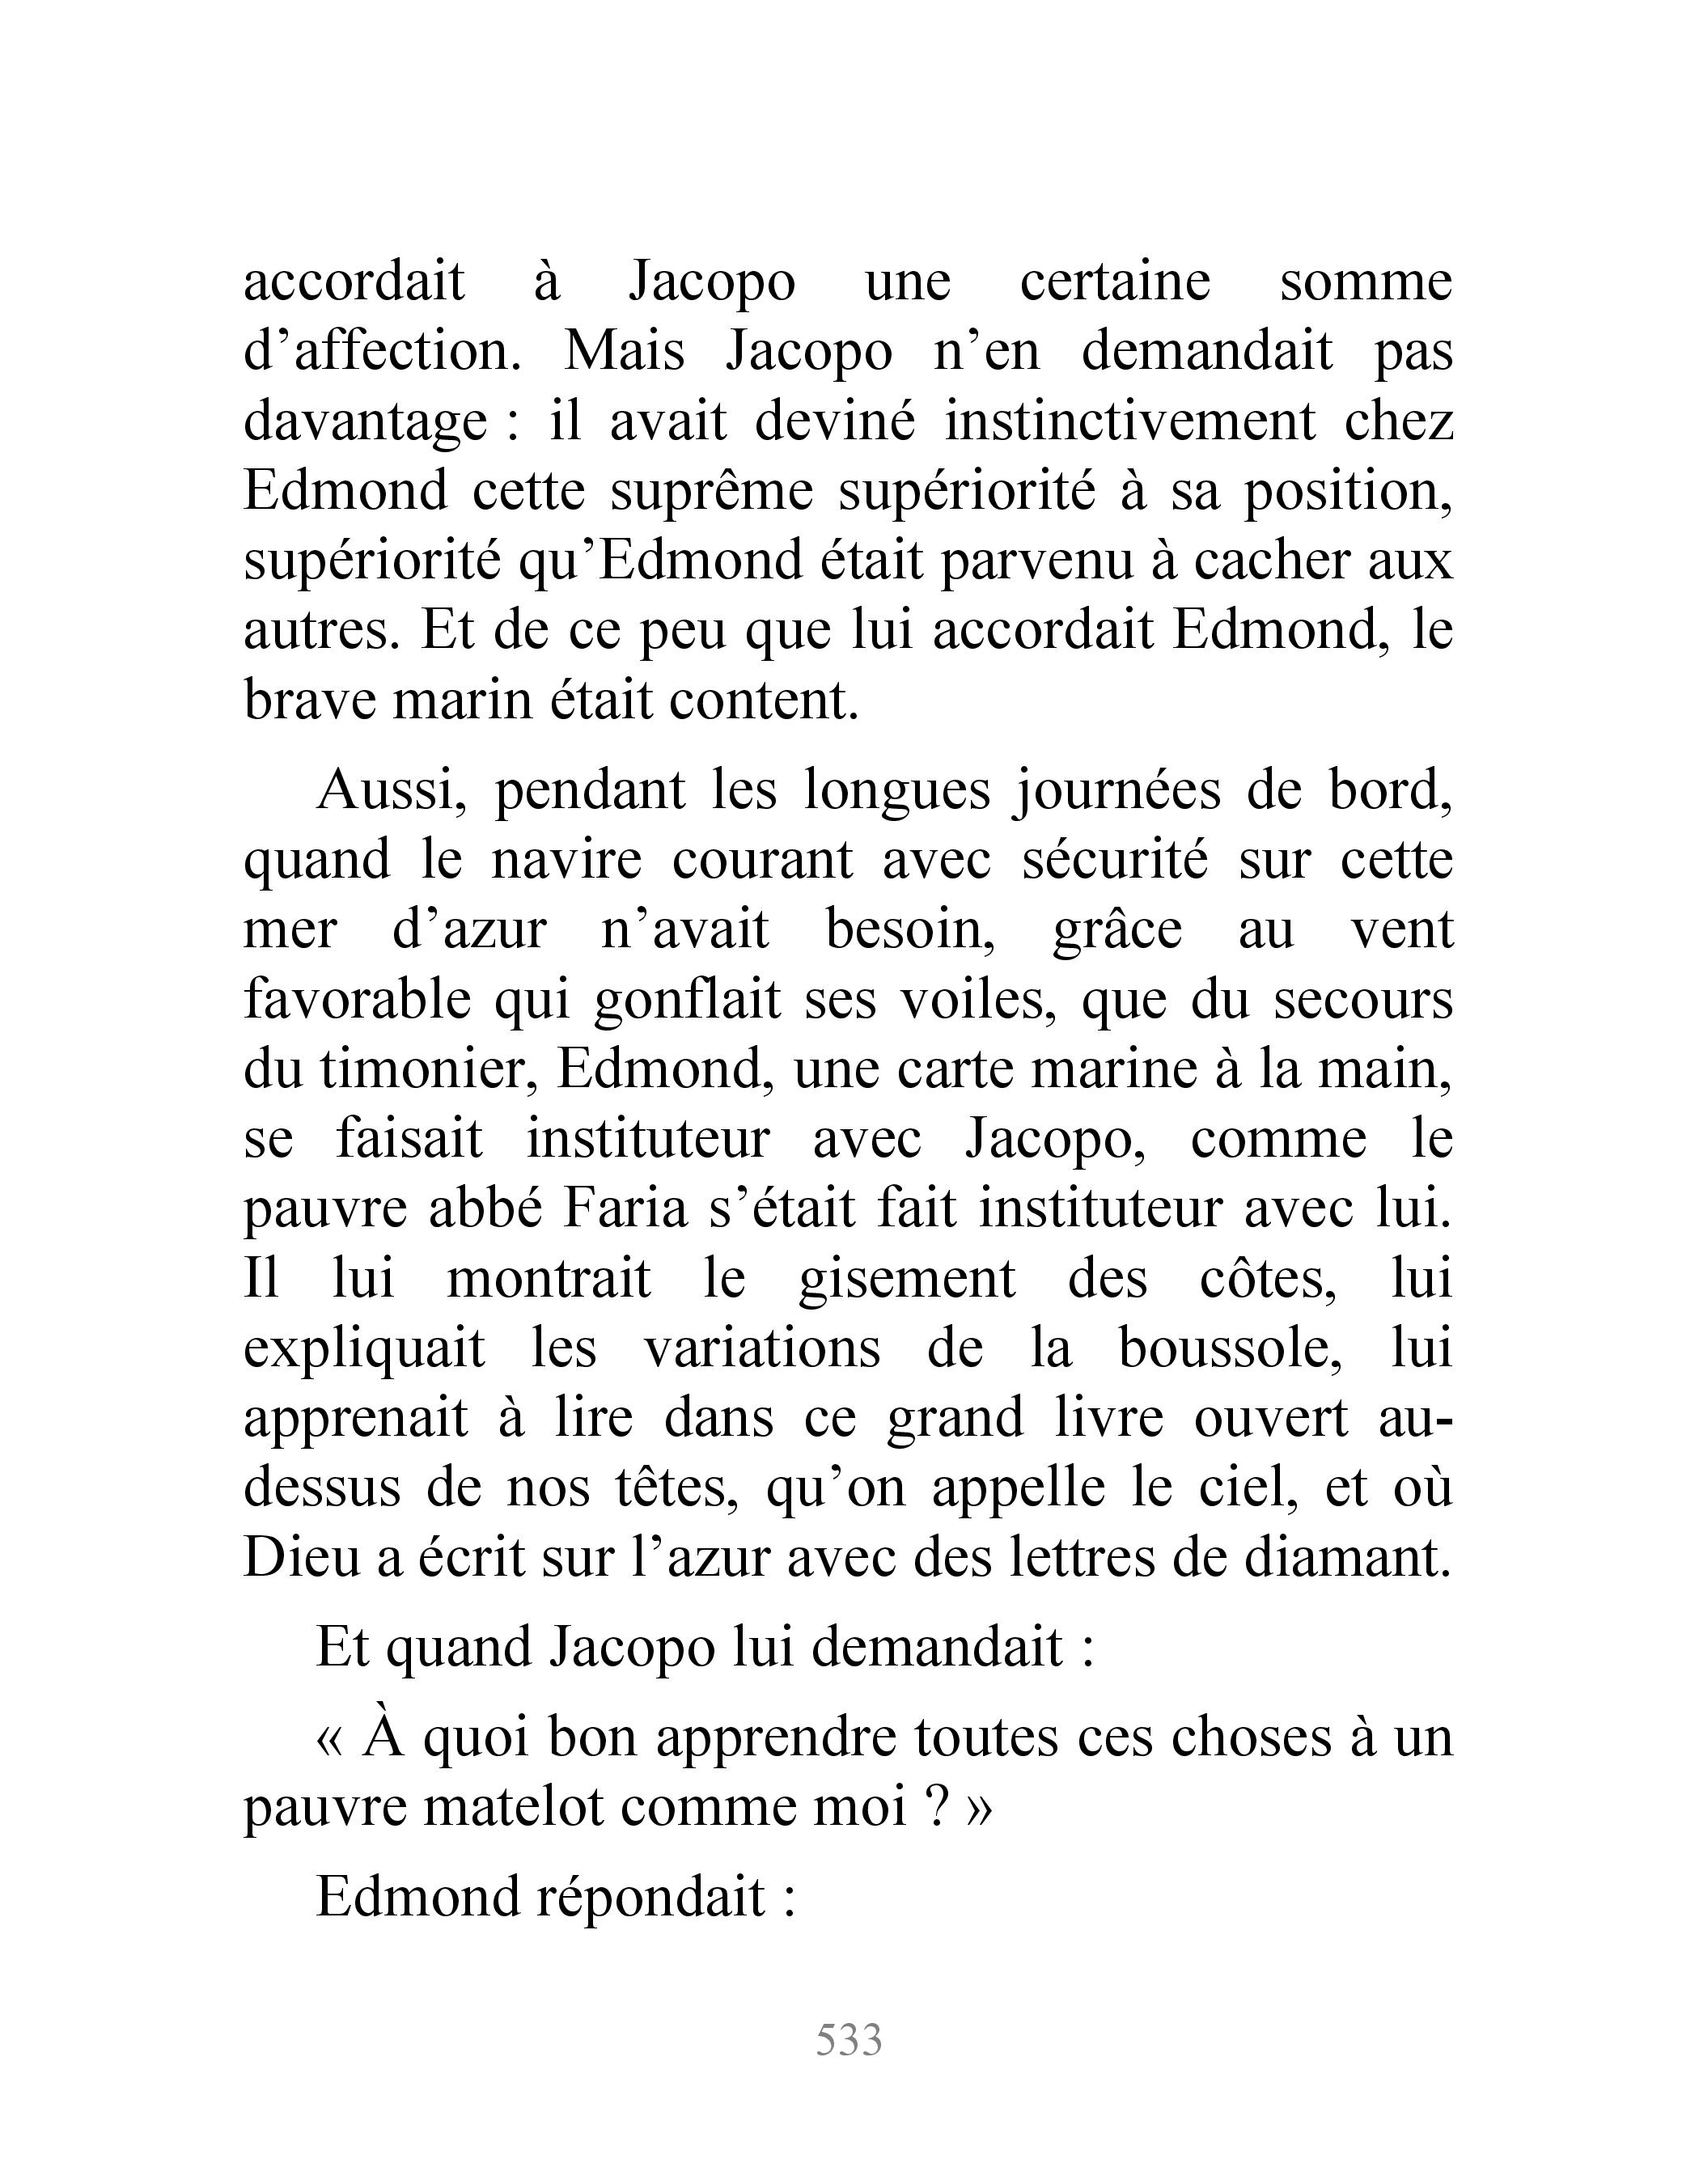 accordait à Jacopo une certaine somme
d’affection. Mais Jacopo n’en demandait pas
davantage : il avait deviné instinctivement chez
Edmond cette suprême supériorité à sa position,
supériorité qu’Edmond était parvenu à cacher aux
autres. Et de ce peu que lui accordait Edmond, le
brave marin était content.
Aussi, pendant les longues journées de bord,
quand le navire courant avec sécurité sur cette
mer d’azur n’avait besoin, grâce au vent
favorable qui gonflait ses voiles, que du secours
du timonier, Edmond, une carte marine à la main,
se faisait instituteur avec Jacopo, comme le
pauvre abbé Faria s’était fait instituteur avec lui.
Il lui montrait le gisement des côtes, lui
expliquait les variations de la boussole, lui
apprenait à lire dans ce grand livre ouvert au-
dessus de nos têtes, qu’on appelle le ciel, et où
Dieu a écrit sur l’azur avec des lettres de diamant.
Et quand Jacopo lui demandait :
« À quoi bon apprendre toutes ces choses à un
pauvre matelot comme moi ? »
Edmond répondait :
533